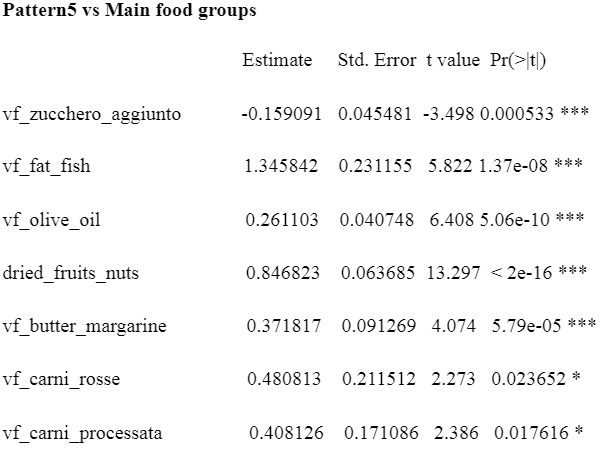 Pattern5 vs Main food groups
Estimate Std. Error t value Pr(>|t|)
vf_zucchero_aggiunto -0.159091 0.045481 -3.498 0.000533 ***
vf_fat_fish 1.345842 0.231155 5.822 1.37e-08 ***
vf_olive_oil 0.261103 0.040748 6.408 5.06e-10 ***
dried_fruits_nuts 0.846823 0.063685 13.297 < 2e-16 ***
vf_butter_margarine 0.371817 0.091269 4.074 5.79e-05 ***
vf_carni_rosse 0.480813 0.211512 2.273 0.023652 *
vf_carni_processata 0.408126 0.171086 2.386 0.017616 *